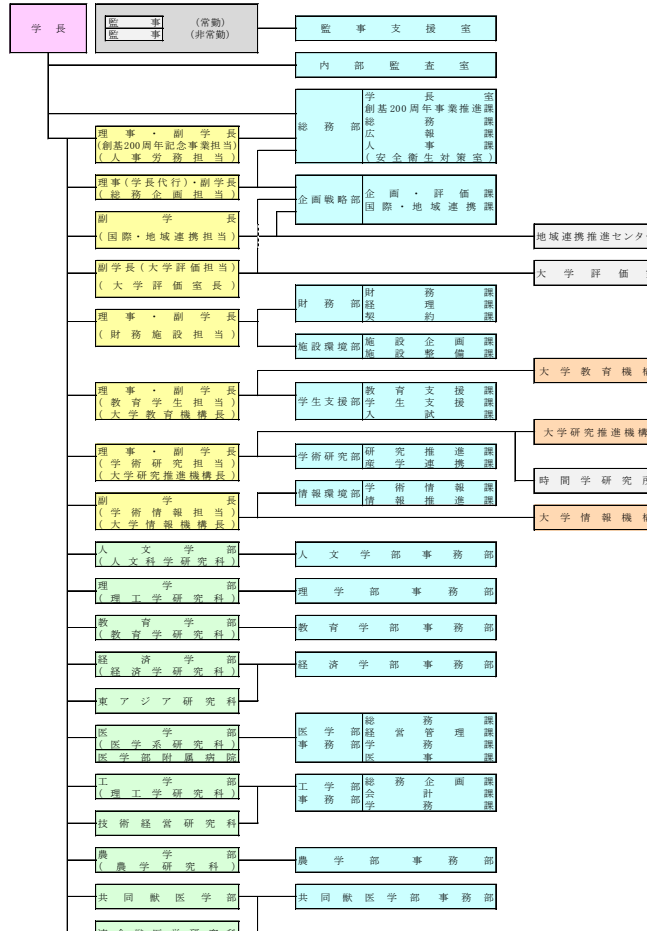 学長
監事 (常勤)
監事 (非常勤)
監事支援室
内部監査室
総務部
学長室
創基200周年事業推進課
総務課
広報課
人事課
(安全衛生対策室)
理事・副学長
(創基200周年記念事業担当)
(人事労務担当)
理事(学長代行)・副学長
(総務企画担当)
企画戦略部
企画・評価課
国際・地域連携課
副学長
(国際・地域連携担当)
地域連携推進センター
副学長(大学評価担当)
(大学評価室長)
大学評価
理事・副学長
(財務施設担当)
財務部
財務課
経理課
契約課
施設環境部
施設企画課
施設整備課
大学教育機
理事・副学長
(教育学生担当)
(大学教育機構長)
学生支援部
教育支援課
学生支援課
入試課
大学研究推進機構
理事・副学長
(学術研究担当)
(大学研究推進機構長)
学術研究部
研究推進課
産学連携課
時間学研究所
副学長
(学術情報担当)
(大学情報機構長)
情報環境部
学術情報課
情報推進課
大学情報機
人文学部
(人文科学研究科)
人文学部事務部
理学部
(理工学研究科)
理学部事務部
教育学部
(教育学研究科)
教育学部事務部
経済学部
(経済学研究科)
経済学部事務部
東アジア研究科
医学部
(医学系研究科)
医学部附属病院
医学部
事務部
総務課
経営管理課
学務課
医事課
工学部
(理工学研究科)
工学部
事務部
総務企画課
会計課
学務課
技術経営研究科
農学部
(農学研究科)
農学部事務部
共同獣医学部
共同獣医学部事務部